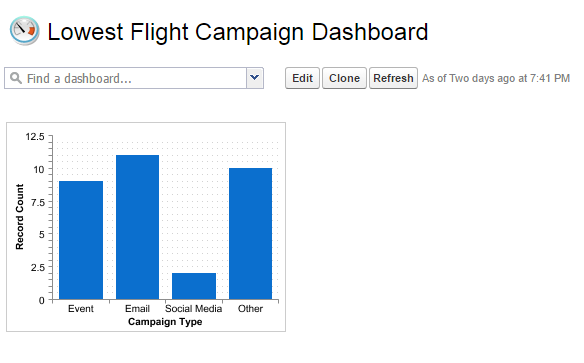 Lowest Flight Campaign Dashboard
Find a dashboard...
Edit Clone Refresh As of Two days ago at 7:41 PM
12.5
10
7.5
5
2.5
0
Record Count
Event Email Social Media Other
Campaign Type